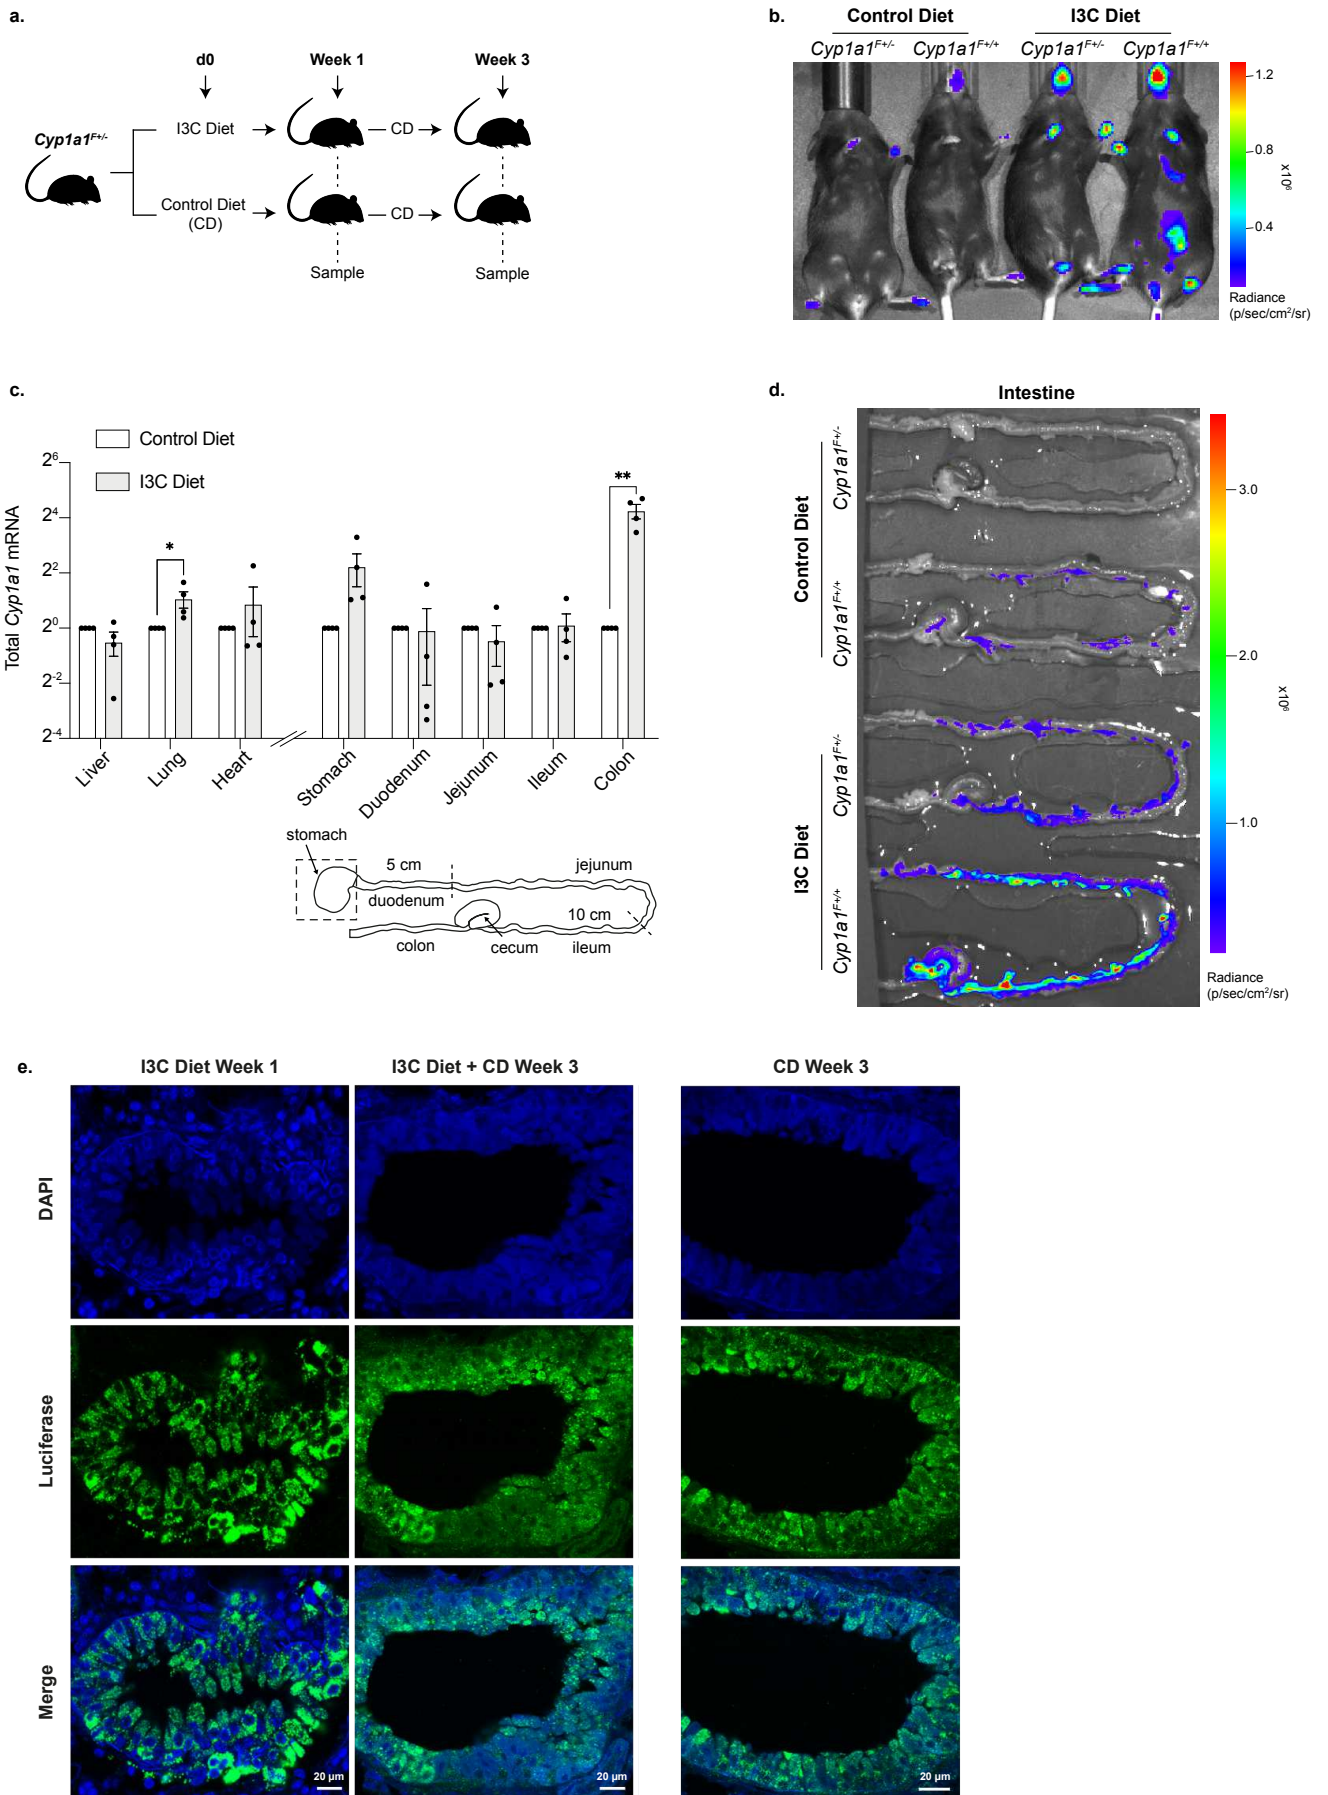 a.
d0
Week 1
Week 3
Cyp1a1F+/-
I3C Diet
CD
Control Diet
(CD)
CD
Sample
Sample
b.
Control Diet
I3C Diet
Cyp1a1F+/-
Cyp1a1F+/+
Cyp1a1F+/-
Cyp1a1F+/+
1.2
0.8
0.4
x10⁶
Radiance
(p/sec/cm²/sr)
c.
Control Diet
I3C Diet
Total Cyp1a1 mRNA
2⁶
2⁴
2²
2⁰
2⁻²
2⁻⁴
*
**
Liver
Lung
Heart
Stomach
Duodenum
Jejunum
Ileum
Colon
stomach
5 cm
duodenum
jejunum
10 cm
colon
cecum
ileum
d.
Intestine
Control Diet
Cyp1a1F+/-
Cyp1a1F+/+
I3C Diet
Cyp1a1F+/-
Cyp1a1F+/+
3.0
2.0
1.0
x10⁶
Radiance
(p/sec/cm²/sr)
e.
I3C Diet Week 1
I3C Diet + CD Week 3
CD Week 3
DAPI
Luciferase
Merge
20 µm
20 µm
20 µm